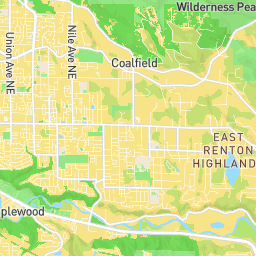 Wilderness Pea
Union Ave NE
Nile Ave NE
Coalfield
EAST
RENTON
HIGHLAND
plewood